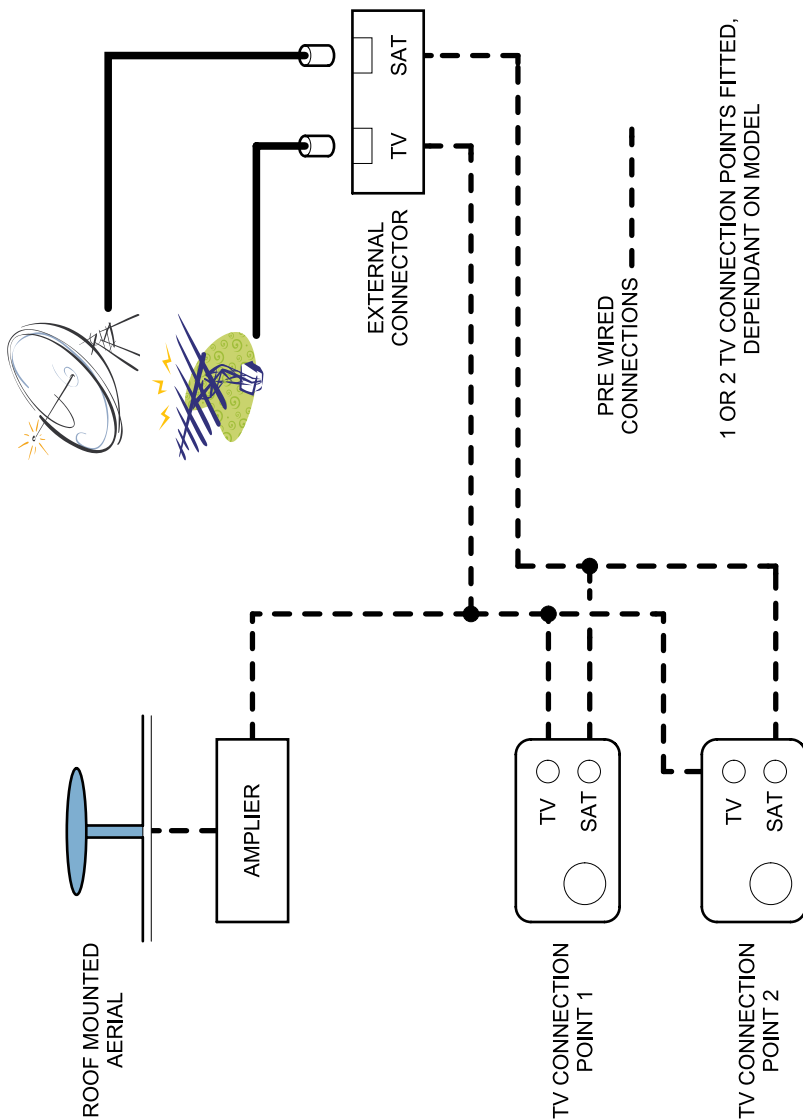 ROOF MOUNTED
AERIAL
AMPLIER
EXTERNAL
CONNECTOR
TV
SAT
TV CONNECTION
POINT 1
TV
SAT
TV CONNECTION
POINT 2
TV
SAT
PRE WIRED
CONNECTIONS
1 OR 2 TV CONNECTION POINTS FITTED,
DEPENDANT ON MODEL